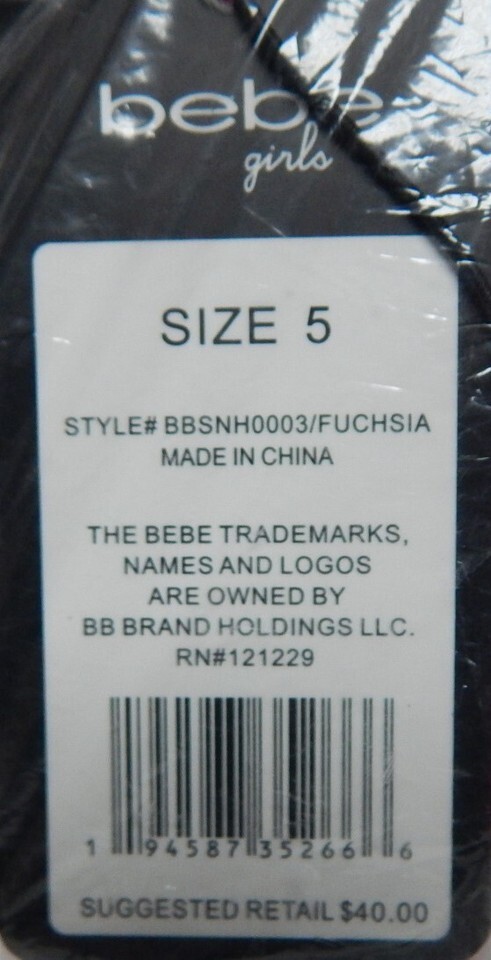 bebe
girls
SIZE 5
STYLE# BBSNH0003/FUCHSIA
MADE IN CHINA
THE BEBE TRADEMARKS,
NAMES AND LOGOS
ARE OWNED BY
BB BRAND HOLDINGS LLC.
RN#121229
1 94587 35266 6
SUGGESTED RETAIL $40.00